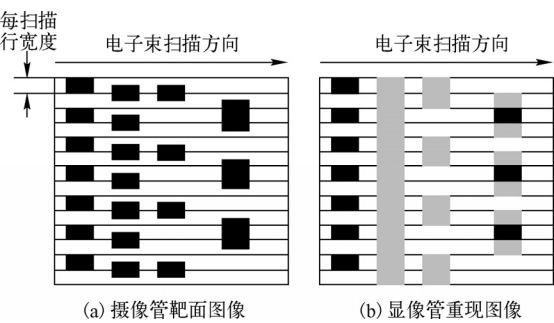 每扫描
行宽度
电子束扫描方向
电子束扫描方向
(a) 摄像管靶面图像
(b) 显像管重现图像